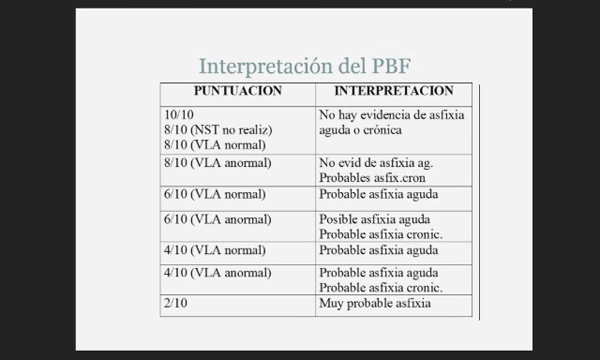 Interpretación del PBF
PUNTUACION INTERPRETACION
10/10 No hay evidencia de asfixia
8/10 (NST no realiz) aguda o crónica
8/10 (VLA normal)
8/10 (VLA anormal) No evid de asfixia ag.
Probables asfix.cron
6/10 (VLA normal) Probable asfixia aguda
6/10 (VLA anormal) Posible asfixia aguda
Probable asfixia cronic.
4/10 (VLA normal) Probable asfixia aguda
4/10 (VLA anormal) Probable asfixia aguda
Probable asfixia cronic.
2/10 Muy probable asfixia